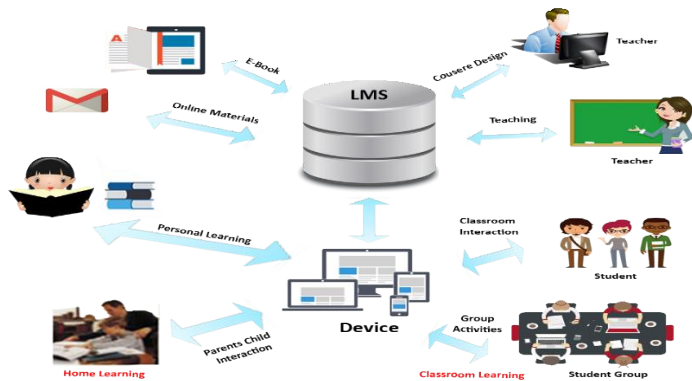 E-Book
LMS
Cousere Design
Teacher
Online Materials
Teaching
Teacher
Personal Learning
Classroom
Interaction
Student
Device
Parents Child
Interaction
Group
Activities
Home Learning
Classroom Learning
Student Group
A